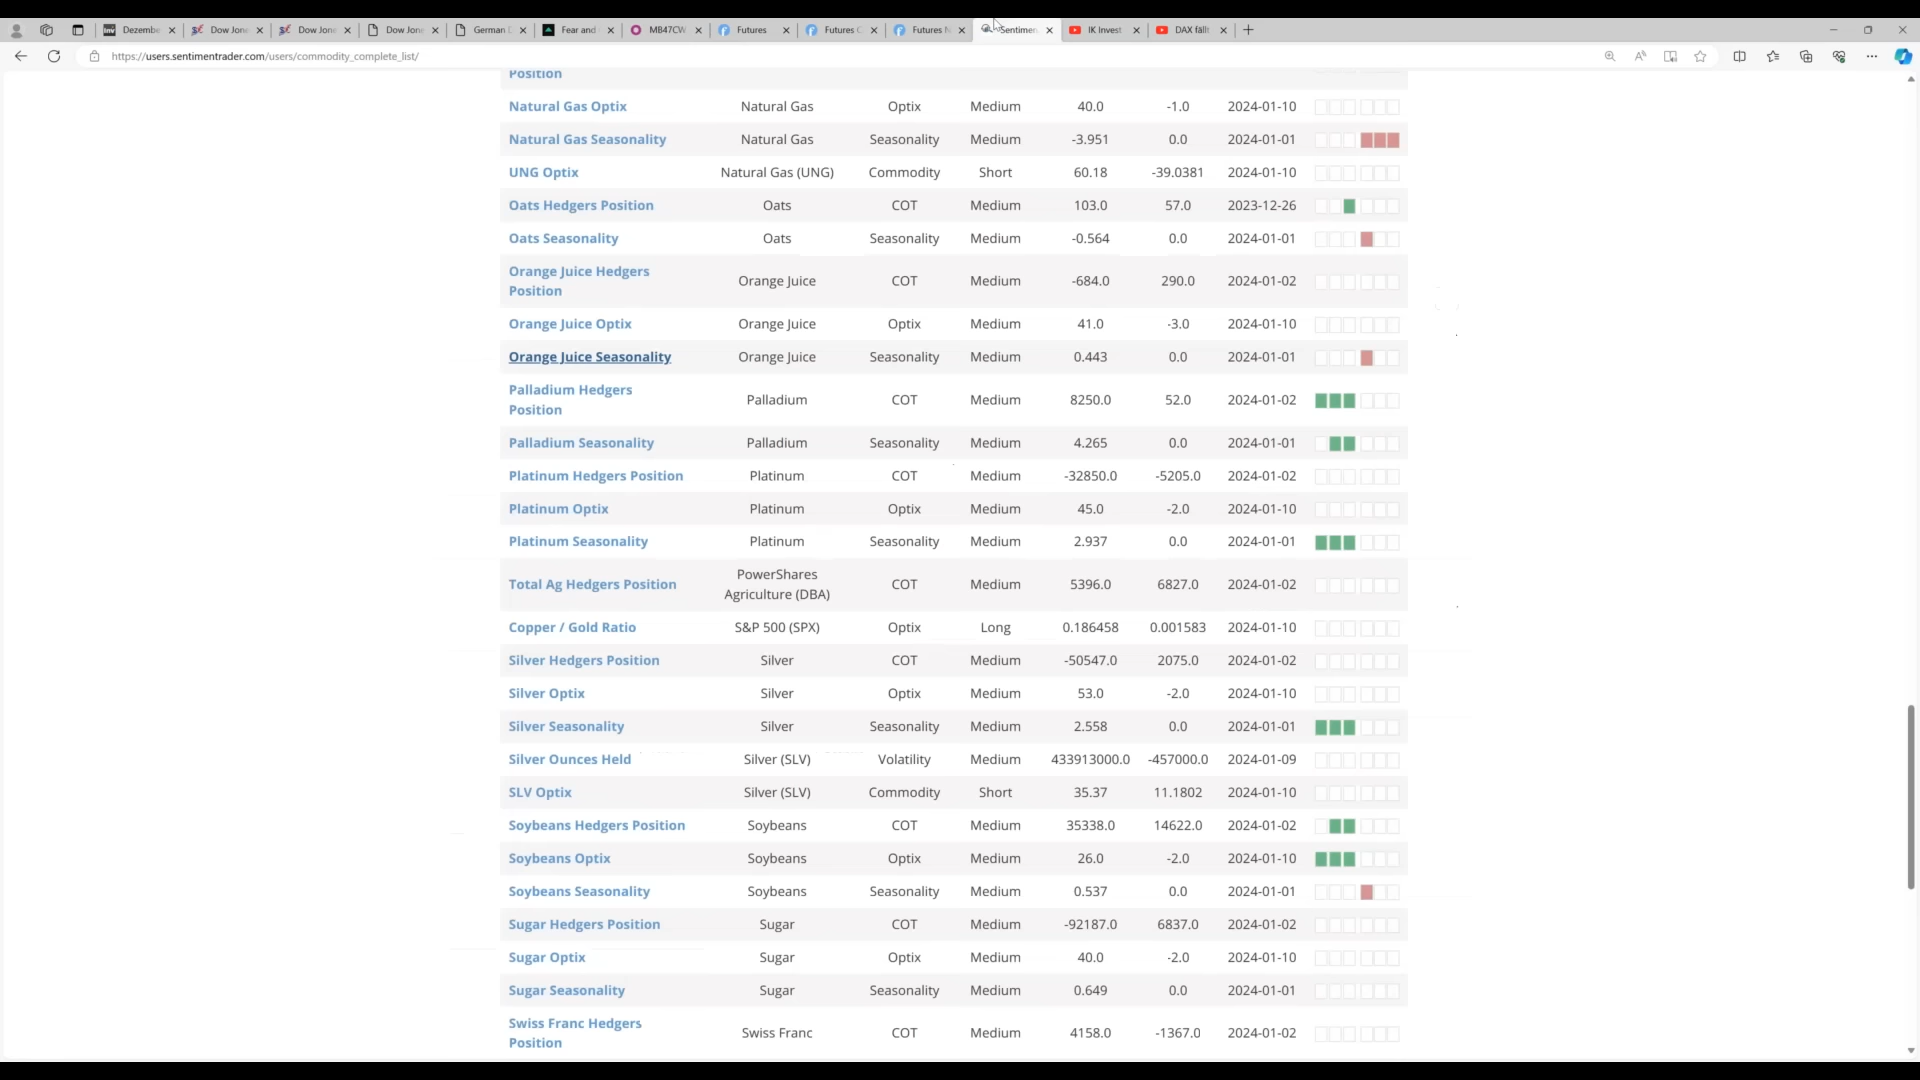 Dezembe
Dow Jone
Dow Jon
Dow Jon
German D
Fear and
MB47CW
Futures
Futures C
Futures N
Sentimen
IK Invest
DAX fällt
https://users.sentimentrader.com/users/commodity_complete_list/
Position
Natural Gas Optix Natural Gas Optix Medium 40.0 -1.0 2024-01-10
Natural Gas Seasonality Natural Gas Seasonality Medium -3.951 0.0 2024-01-01
UNG Optix Natural Gas (UNG) Commodity Short 60.18 -39.0381 2024-01-10
Oats Hedgers Position Oats COT Medium 103.0 57.0 2023-12-26
Oats Seasonality Oats Seasonality Medium -0.564 0.0 2024-01-01
Orange Juice Hedgers
Position Orange Juice COT Medium -684.0 290.0 2024-01-02
Orange Juice Optix Orange Juice Optix Medium 41.0 -3.0 2024-01-10
Orange Juice Seasonality Orange Juice Seasonality Medium 0.443 0.0 2024-01-01
Palladium Hedgers
Position Palladium COT Medium 8250.0 52.0 2024-01-02
Palladium Seasonality Palladium Seasonality Medium 4.265 0.0 2024-01-01
Platinum Hedgers Position Platinum COT Medium -32850.0 -5205.0 2024-01-02
Platinum Optix Platinum Optix Medium 45.0 -2.0 2024-01-10
Platinum Seasonality Platinum Seasonality Medium 2.937 0.0 2024-01-01
Total Ag Hedgers Position PowerShares
Agriculture (DBA) COT Medium 5396.0 6827.0 2024-01-02
Copper / Gold Ratio S&P 500 (SPX) Optix Long 0.186458 0.001583 2024-01-10
Silver Hedgers Position Silver COT Medium -50547.0 2075.0 2024-01-02
Silver Optix Silver Optix Medium 53.0 -2.0 2024-01-10
Silver Seasonality Silver Seasonality Medium 2.558 0.0 2024-01-01
Silver Ounces Held Silver (SLV) Volatility Medium 433913000.0 -457000.0 2024-01-09
SLV Optix Silver (SLV) Commodity Short 35.37 11.1802 2024-01-10
Soybeans Hedgers Position Soybeans COT Medium 35338.0 14622.0 2024-01-02
Soybeans Optix Soybeans Optix Medium 26.0 -2.0 2024-01-10
Soybeans Seasonality Soybeans Seasonality Medium 0.537 0.0 2024-01-01
Sugar Hedgers Position Sugar COT Medium -92187.0 6837.0 2024-01-02
Sugar Optix Sugar Optix Medium 40.0 -2.0 2024-01-10
Sugar Seasonality Sugar Seasonality Medium 0.649 0.0 2024-01-01
Swiss Franc Hedgers
Position Swiss Franc COT Medium 4158.0 -1367.0 2024-01-02